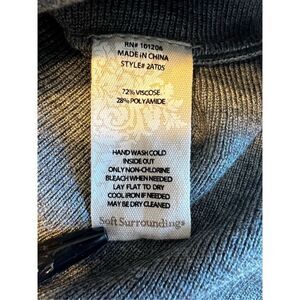 RN# 101206
MADE IN CHINA
STYLE# 2AT05
72% VISCOSE
28% POLYAMIDE
HAND WASH COLD
INSIDE OUT
ONLY NON-CHLORINE
BLEACH WHEN NEEDED
LAY FLAT TO DRY
COOL IRON IF NEEDED
MAY BE DRY CLEANED
Soft Surroundings